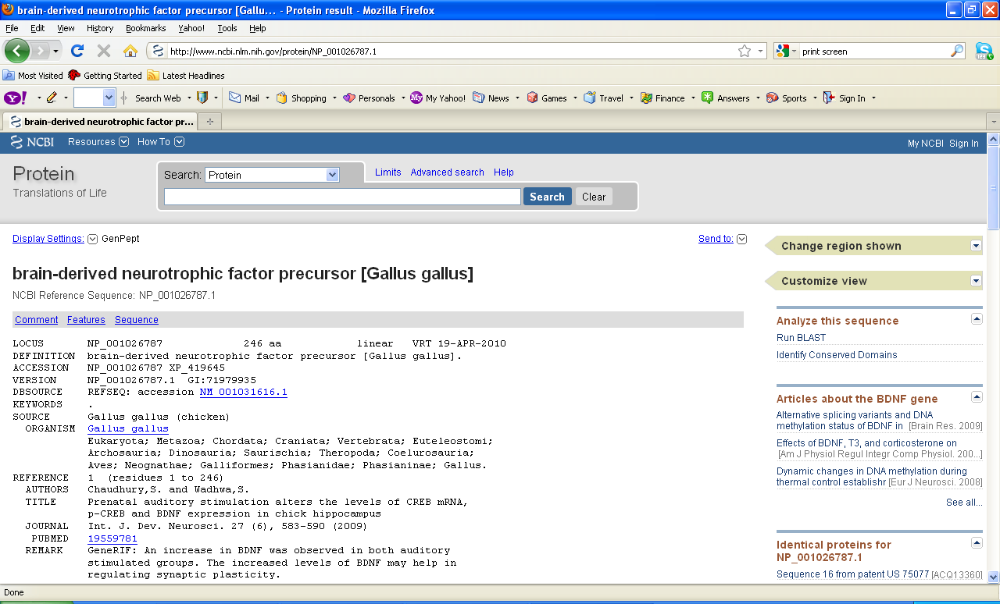 brain-derived neurotrophic factor precursor [Gallu... - Protein result - Mozilla Firefox
File Edit View History Bookmarks Yahoo! Tools Help
http://www.ncbi.nlm.nih.gov/protein/NP_001026787.1 print screen
Most Visited Getting Started Latest Headlines
Y! Search Web Mail Shopping Personals My My Yahoo! News Games Travel Finance Answers Sports Sign In
brain-derived neurotrophic factor pr...
NCBI Resources How To My NCBI Sign In
Protein
Translations of Life
Search: Protein Limits Advanced search Help
Search Clear
Display Settings: GenPept Send to:
brain-derived neurotrophic factor precursor [Gallus gallus]
NCBI Reference Sequence: NP_001026787.1
Comment Features Sequence
LOCUS NP_001026787 246 aa linear VRT 19-APR-2010
DEFINITION brain-derived neurotrophic factor precursor [Gallus gallus].
ACCESSION NP_001026787 XP_419645
VERSION NP_001026787.1 GI:71979935
DBSOURCE REFSEQ: accession NM_001031616.1
KEYWORDS .
SOURCE Gallus gallus (chicken)
ORGANISM Gallus gallus
Eukaryota; Metazoa; Chordata; Craniata; Vertebrata; Euteleostomi;
Archosauria; Dinosauria; Saurischia; Theropoda; Coelurosauria;
Aves; Neognathae; Galliformes; Phasianidae; Phasianinae; Gallus.
REFERENCE 1 (residues 1 to 246)
AUTHORS Chaudhury,S. and Wadhwa,S.
TITLE Prenatal auditory stimulation alters the levels of CREB mRNA,
p-CREB and BDNF expression in chick hippocampus
JOURNAL Int. J. Dev. Neurosci. 27 (6), 583-590 (2009)
PUBMED 19559781
REMARK GeneRIF: An increase in BDNF was observed in both auditory
stimulated groups. The increased levels of BDNF may help in
regulating synaptic plasticity.
Change region shown
Customize view
Analyze this sequence
Run BLAST
Identify Conserved Domains
Articles about the BDNF gene
Alternative splicing variants and DNA
methylation status of BDNF in [Brain Res. 2009]
Effects of BDNF, T3, and corticosterone on
[Am J Physiol Regul Integr Comp Physiol. 200...]
Dynamic changes in DNA methylation during
thermal control establishr [Eur J Neurosci. 2008]
See all...
Identical proteins for
NP_001026787.1
Sequence 16 from patent US 75077 [ACQ13360]
Done